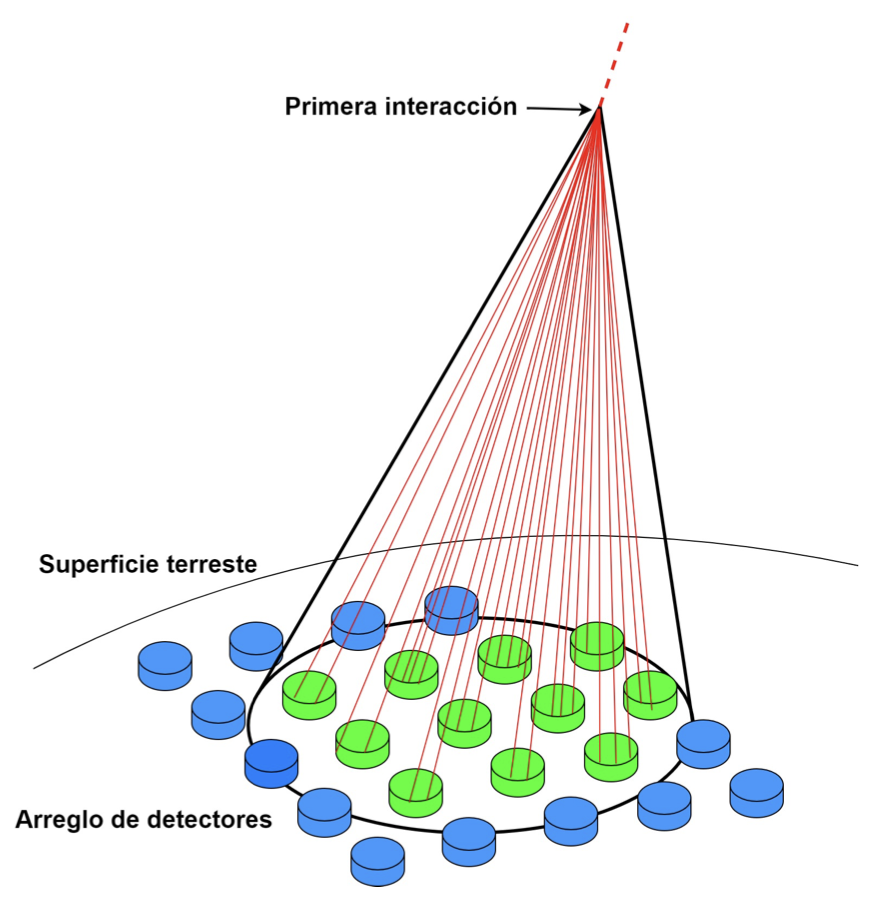 Primera interacción
Superficie terreste
Arreglo de detectores